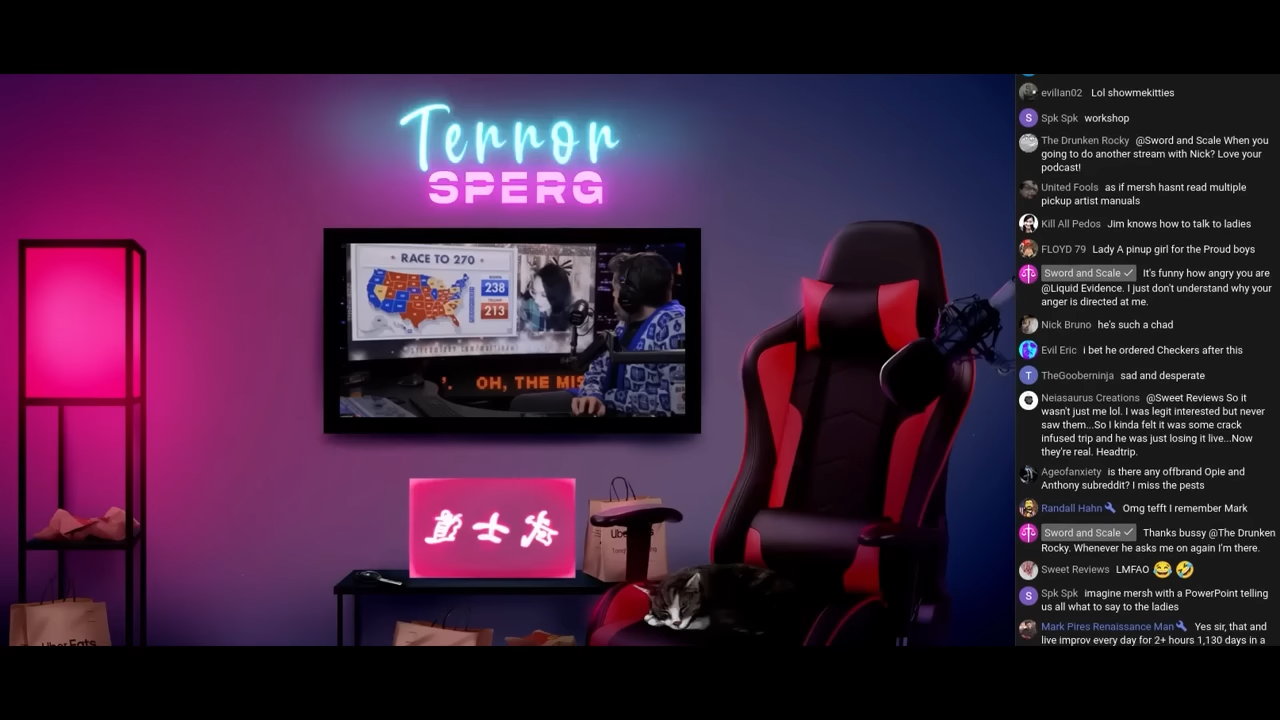 Terror
SPERG
RACE TO 270
238
213
'. OH, THE MIS
道士
Uber
Uber Eats
evilian02 Lol showmekitties
Spk Spk workshop
The Drunken Rocky @Sword and Scale When you
going to do another stream with Nick? Love your
podcast!
United Fools as if mersh hasnt read multiple
pickup artist manuals
Kill All Pedos Jim knows how to talk to ladies
FLOYD 79 Lady A pinup girl for the Proud boys
Sword and Scale It's funny how angry you are
@Liquid Evidence. I just don't understand why your
anger is directed at me.
Nick Bruno he's such a chad
Evil Eric i bet he ordered Checkers after this
T TheGooberninja sad and desperate
Neiasaurus Creations @Sweet Reviews So it
wasn't just me lol. I was legit interested but never
saw them...So I kinda felt it was some crack
infused trip and he was just losing it live...Now
they're real. Headtrip.
Ageofanxiety is there any offbrand Opie and
Anthony subreddit? I miss the pests
Randall Hahn Omg tefft I remember Mark
Sword and Scale Thanks bussy @The Drunken
Rocky. Whenever he asks me on again I'm there.
Sweet Reviews LMFAO 😂 🤣
S Spk Spk imagine mersh with a PowerPoint telling
us all what to say to the ladies
Mark Pires Renaissance Man Yes sir, that and
live improv every day for 2+ hours 1,130 days in a